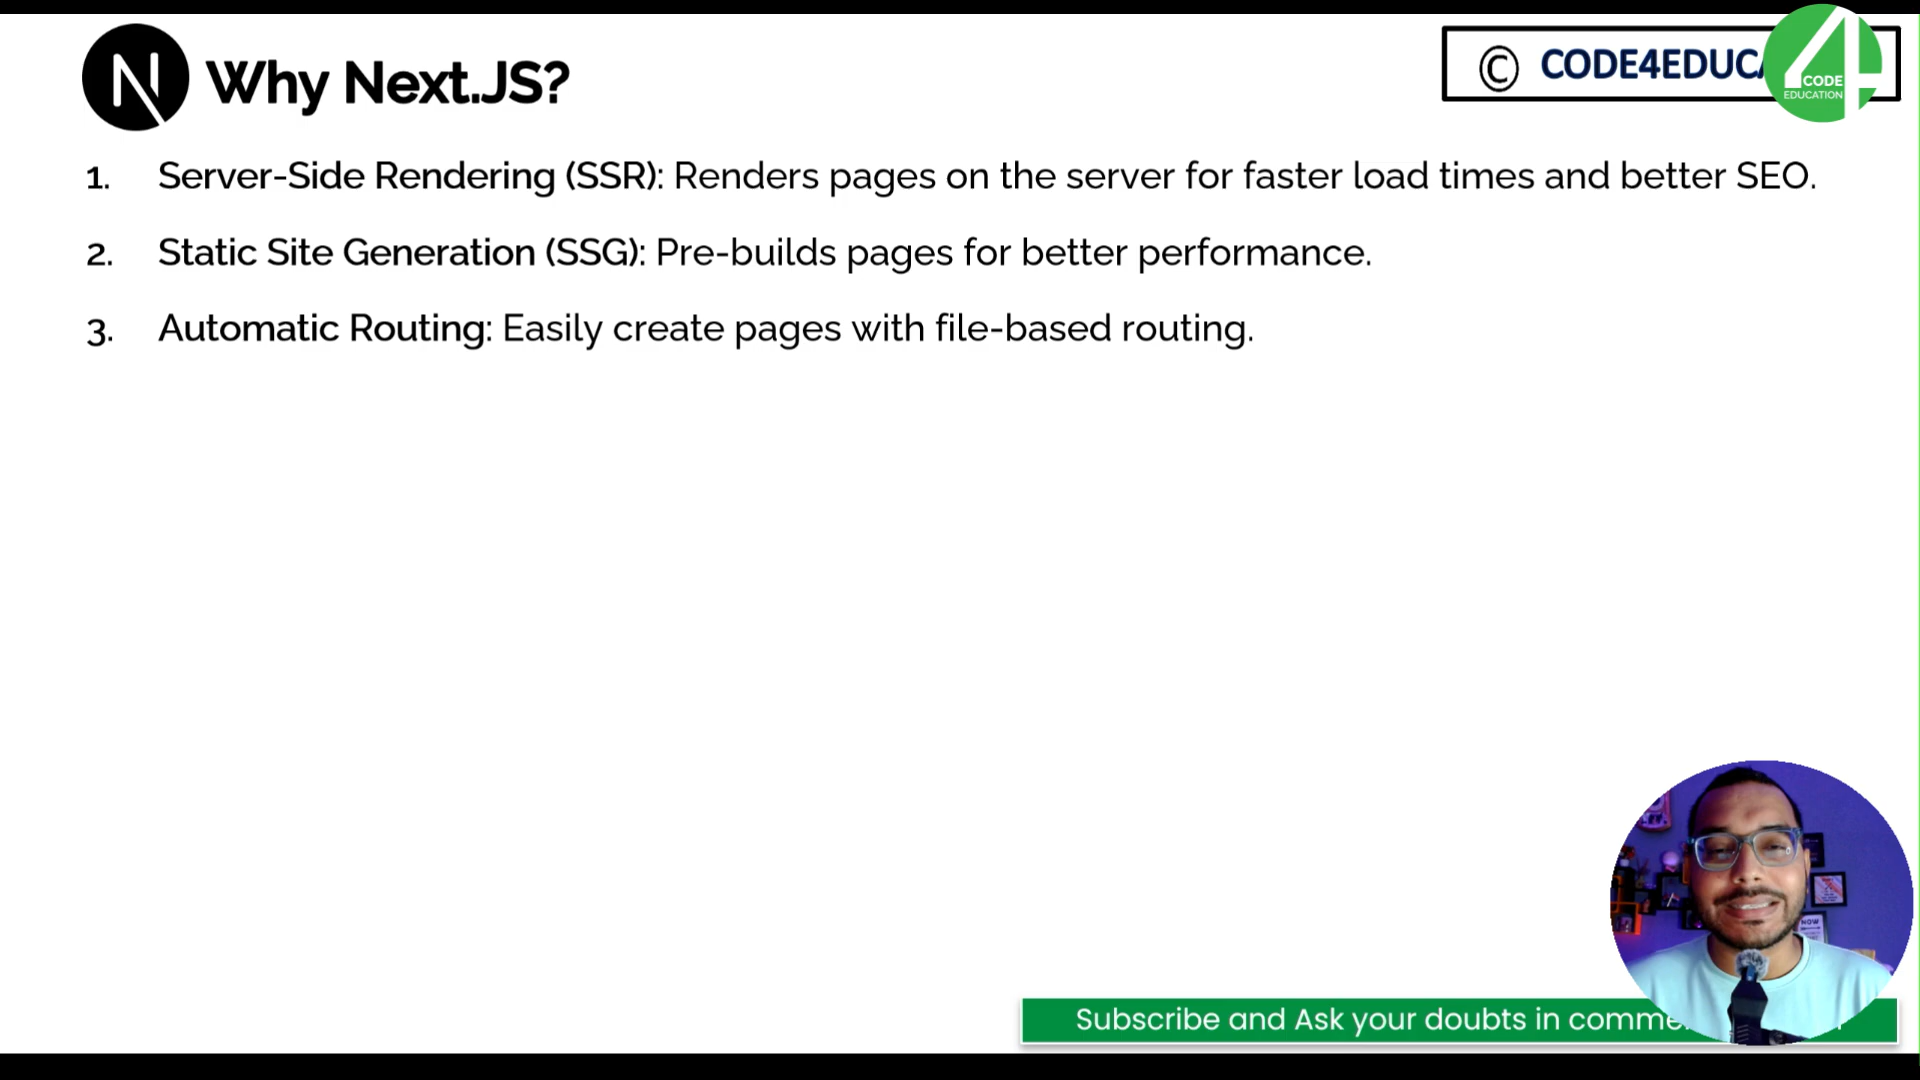 Why Next.JS?
© CODE4EDUCA
CODE
EDUCATION
1. Server-Side Rendering (SSR): Renders pages on the server for faster load times and better SEO.
2. Static Site Generation (SSG): Pre-builds pages for better performance.
3. Automatic Routing: Easily create pages with file-based routing.
NOW
Subscribe and Ask your doubts in comme